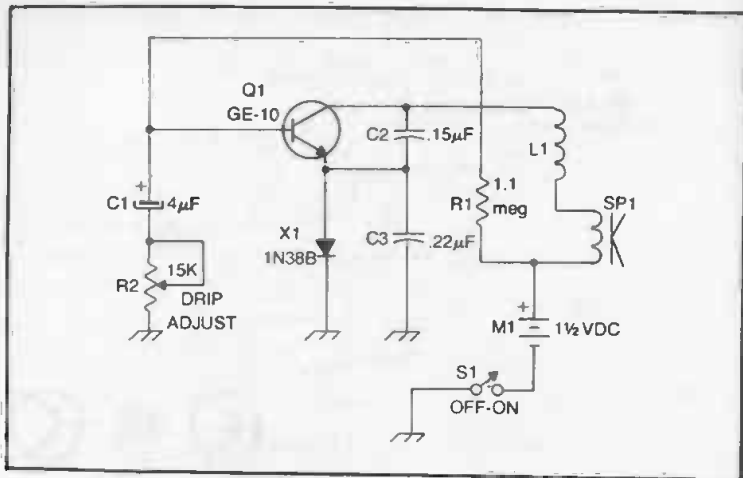 Q1
GE-10
C2
.15µF
L1
+
C1
4µF
R1
1.1
meg
SP1
X1
1N38B
C3
.22µF
15K
R2
DRIP
ADJUST
+
M1
1½ VDC
S1
OFF-ON